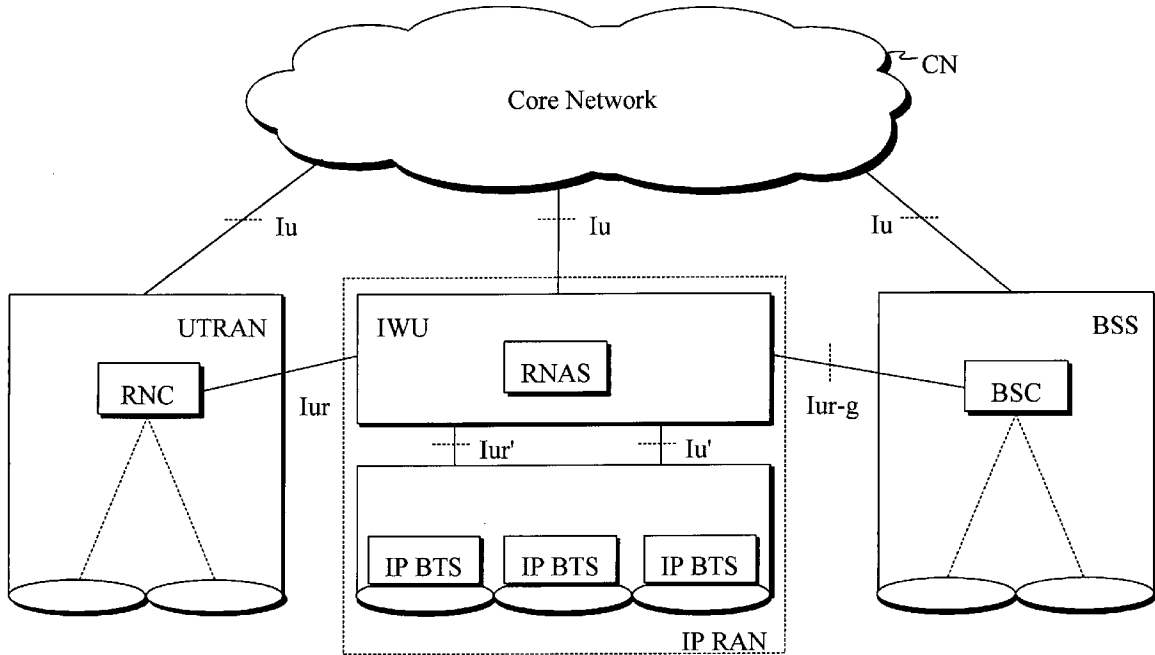 CN
Core Network
Iu
Iu
Iu
UTRAN
IWU
BSS
RNC
RNAS
BSC
Iur
Iur-g
Iur'
Iu'
IP BTS
IP BTS
IP BTS
IP RAN